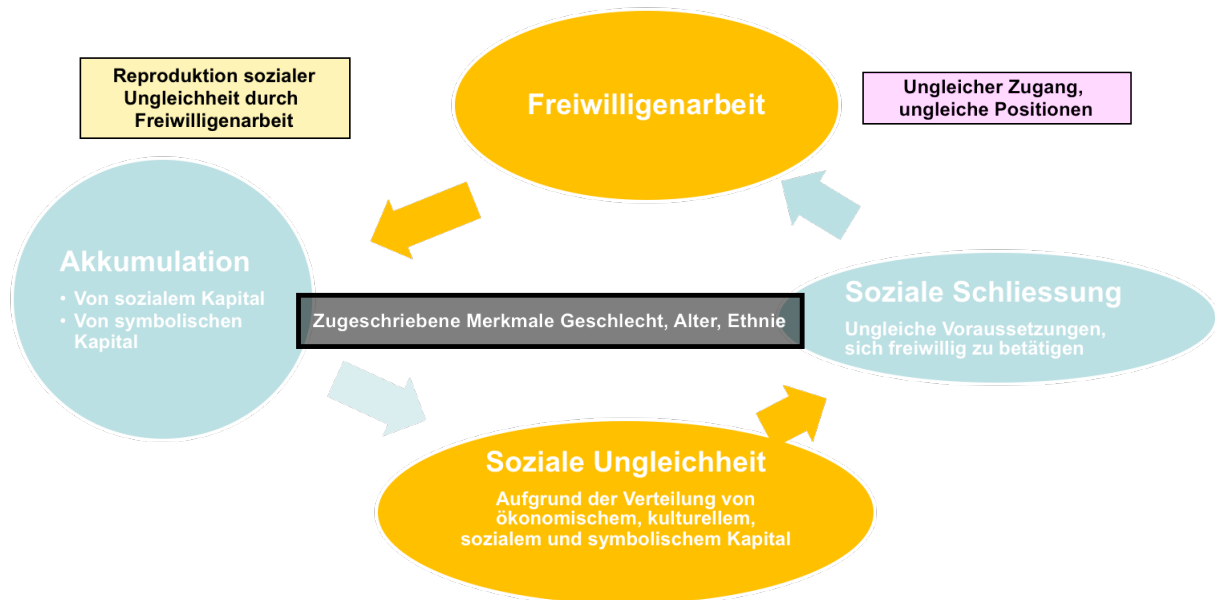 Reproduktion sozialer
Ungleichheit durch
Freiwilligenarbeit
Freiwilligenarbeit
Ungleicher Zugang,
ungleiche Positionen
Akkumulation
• Von sozialem Kapital
• Von symbolischen
Kapital
Zugeschriebene Merkmale Geschlecht, Alter, Ethnie
Soziale Schliessung
Ungleiche Voraussetzungen,
sich freiwillig zu betätigen
Soziale Ungleichheit
Aufgrund der Verteilung von
ökonomischem, kulturellem,
sozialem und symbolischem Kapital